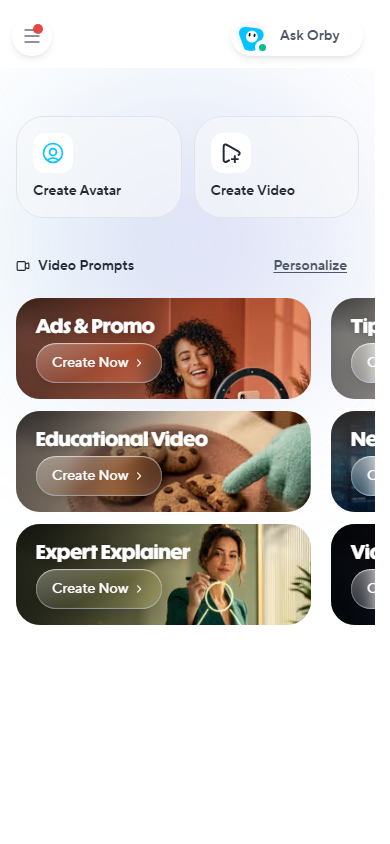 Ask Orby
Create Avatar
Create Video
Video Prompts
Personalize
Ads & Promo
Create Now
Educational Video
Create Now
Expert Explainer
Create Now